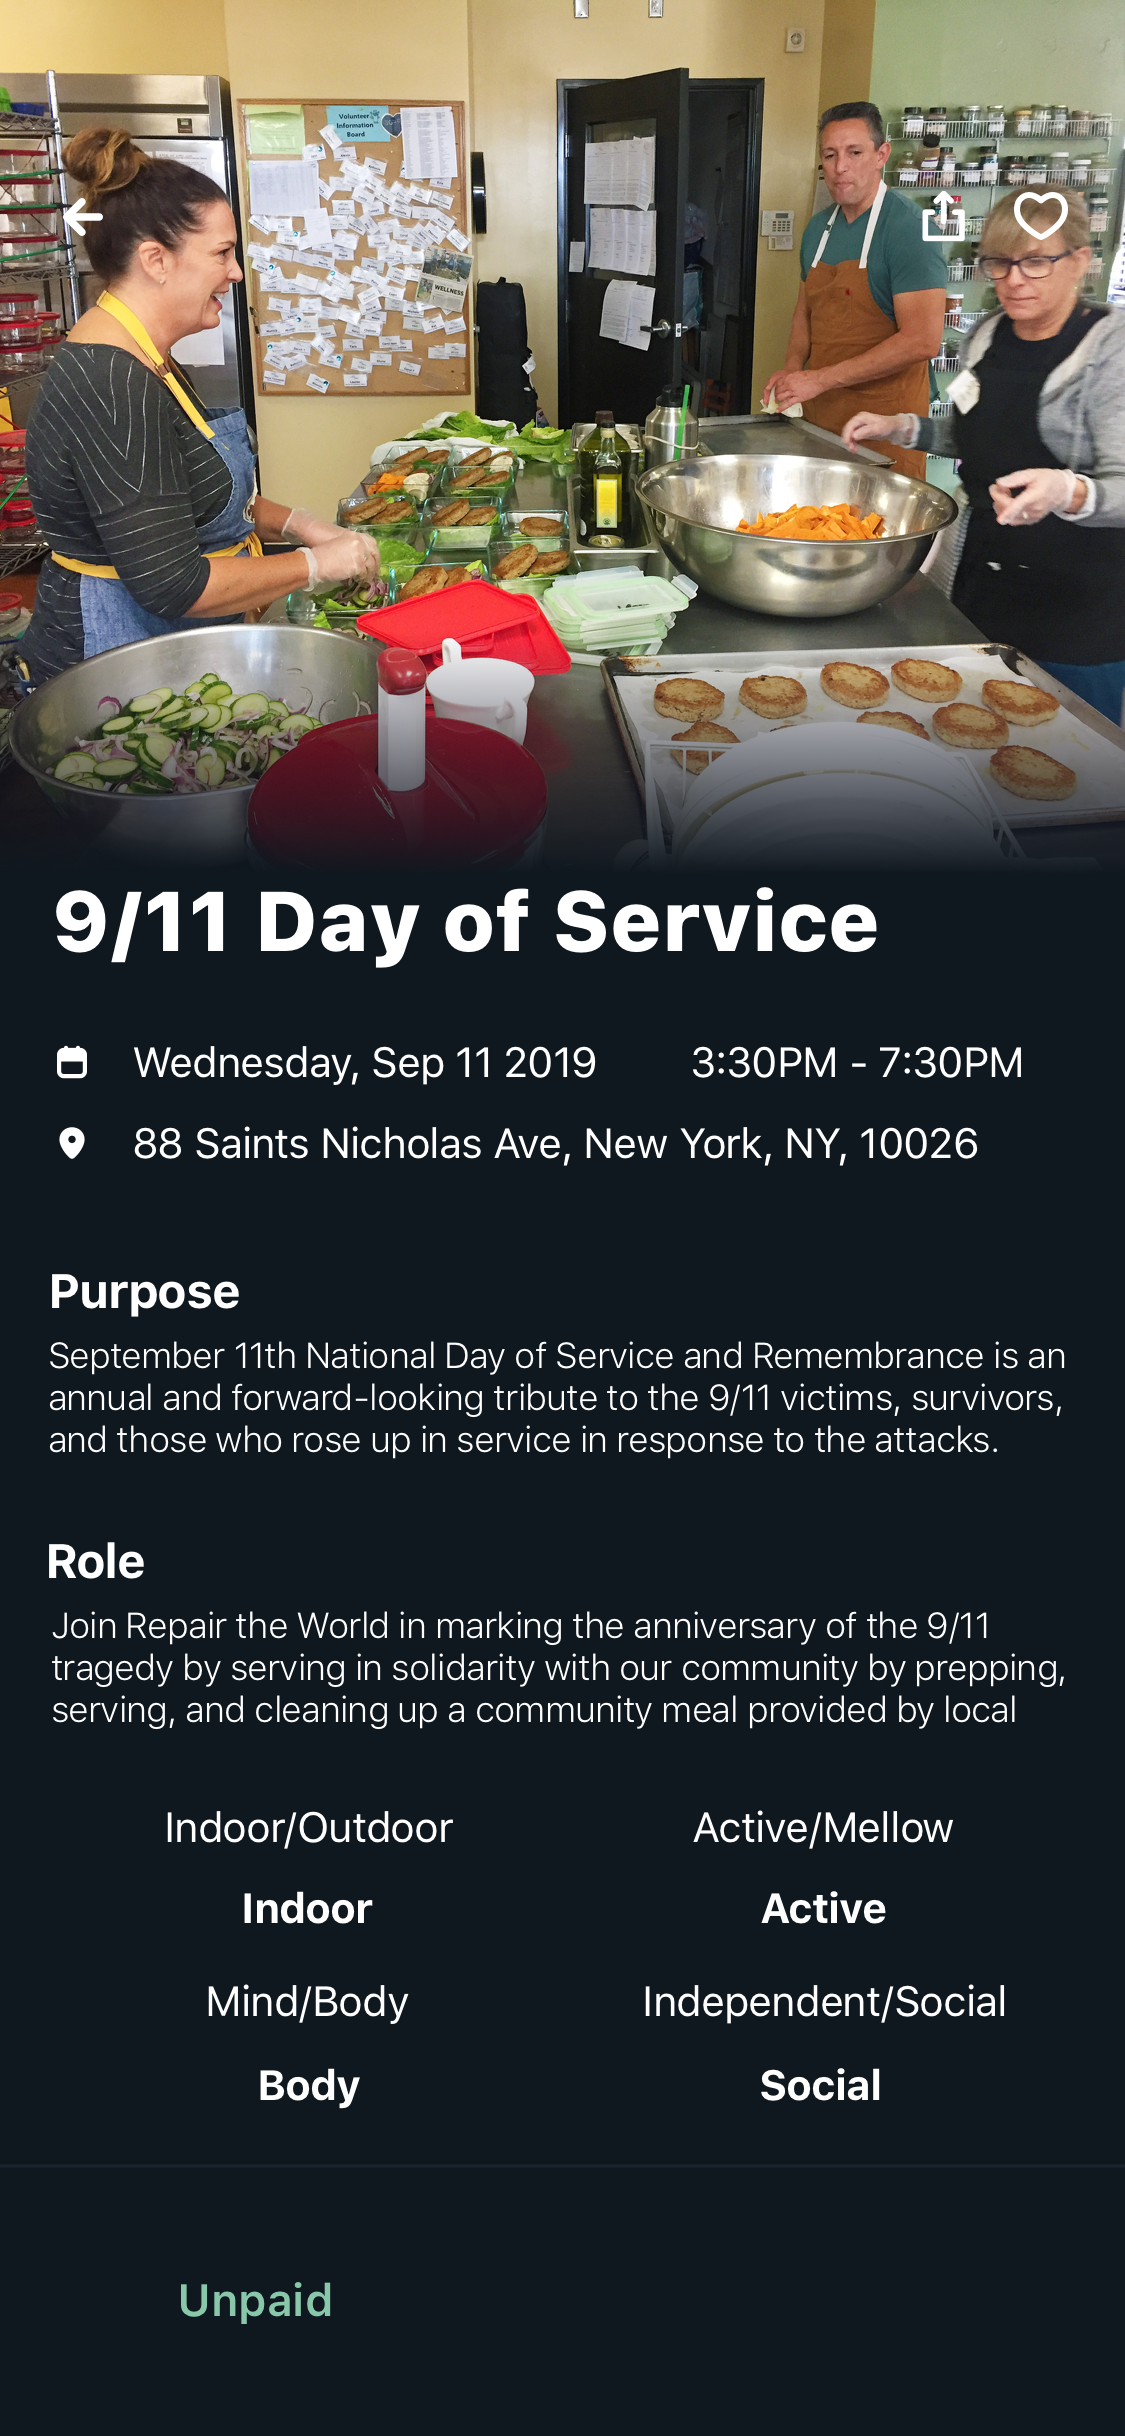 Volunteer
Information
Board
WELLNESS
9/11 Day of Service
Wednesday, Sep 11 2019 3:30PM - 7:30PM
88 Saints Nicholas Ave, New York, NY, 10026
Purpose
September 11th National Day of Service and Remembrance is an
annual and forward-looking tribute to the 9/11 victims, survivors,
and those who rose up in service in response to the attacks.
Role
Join Repair the World in marking the anniversary of the 9/11
tragedy by serving in solidarity with our community by prepping,
serving, and cleaning up a community meal provided by local
Indoor/Outdoor Active/Mellow
Indoor Active
Mind/Body Independent/Social
Body Social
Unpaid